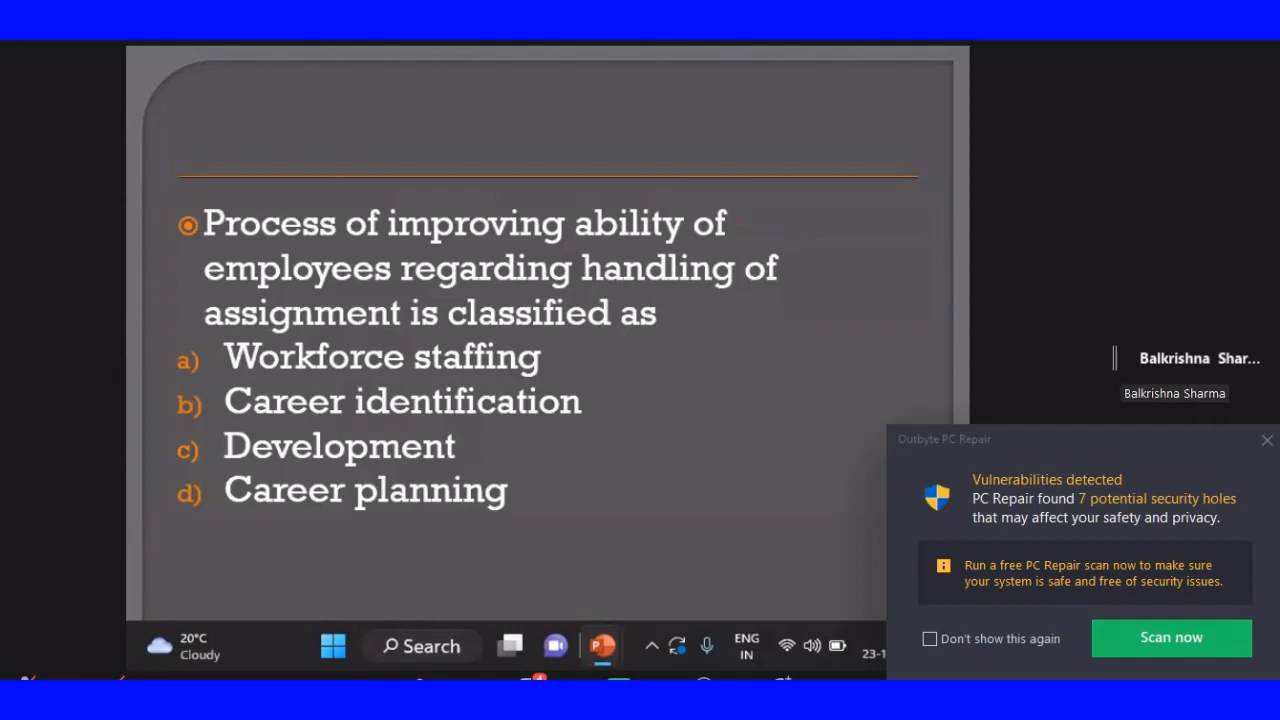 Process of improving ability of
employees regarding handling of
assignment is classified as
a) Workforce staffing
b) Career identification
c) Development
d) Career planning
Balkrishna Shar...
Balkrishna Sharma
Outbyte PC Repair
Vulnerabilities detected
PC Repair found 7 potential security holes
that may affect your safety and privacy.
Run a free PC Repair scan now to make sure
your system is safe and free of security issues.
Don't show this again
Scan now
20°C
Cloudy
Search
ENG
IN
23-1